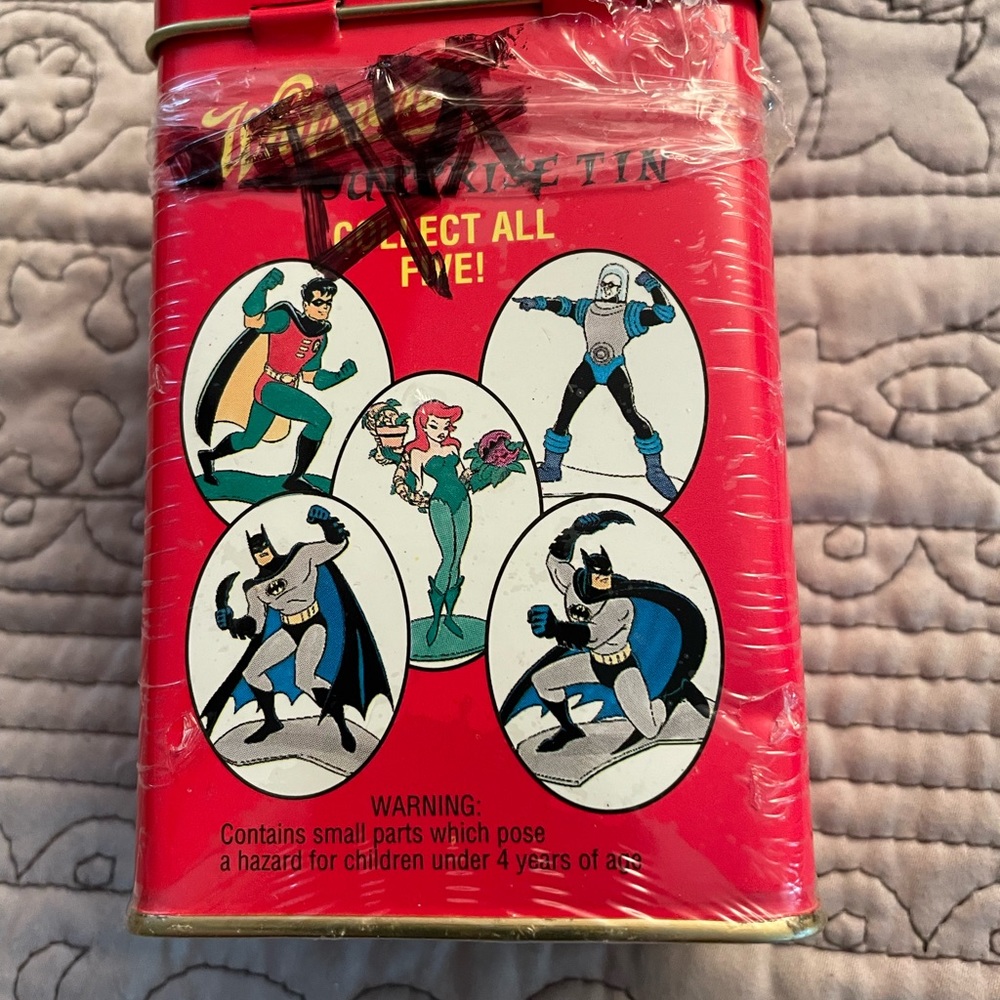 Whitman's
SURPRISE TIN
COLLECT ALL
FIVE!
R
WARNING:
Contains small parts which pose
a hazard for children under 4 years of age